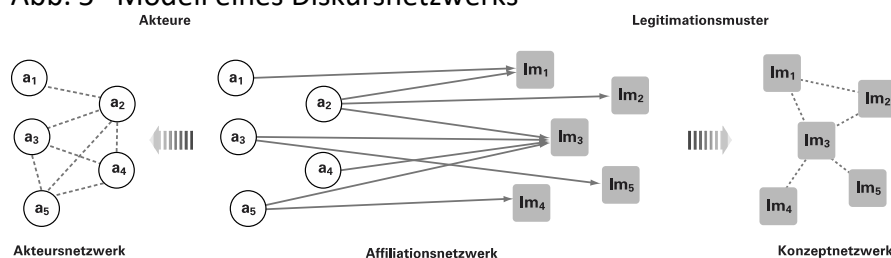 Abb. 3 Modell eines Diskursnetzwerks
Akteure
Legitimationsmuster
a1
a2
a3
a4
a5
a1
a2
a3
a4
a5
lm1
lm2
lm3
lm5
lm4
lm1
lm2
lm3
lm5
lm4
Akteursnetzwerk
Affiliationsnetzwerk
Konzeptnetzwerk